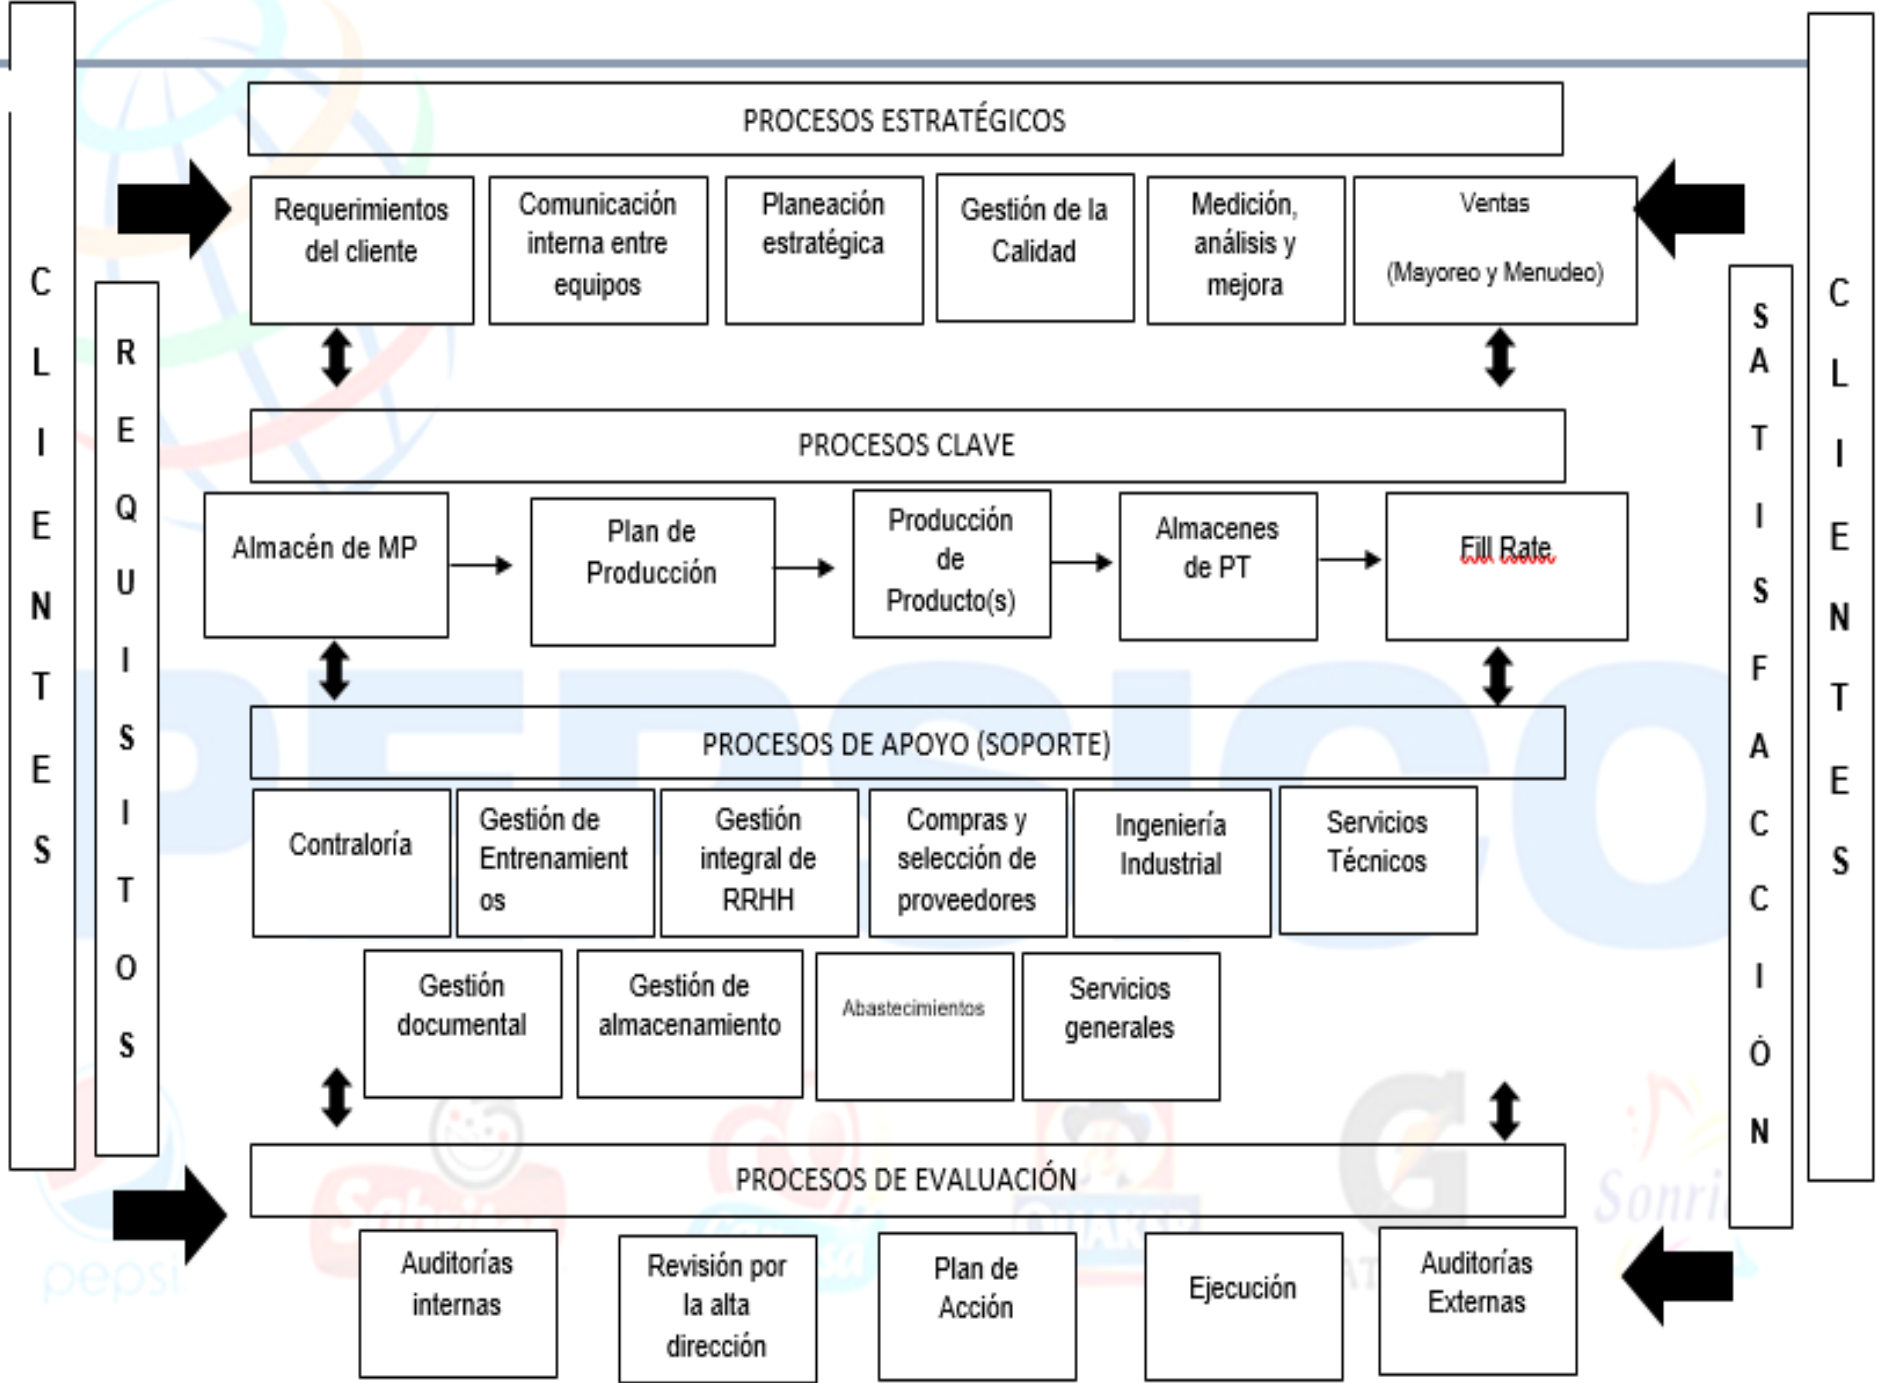 CLIENTES
REQUISITOS
PROCESOS ESTRATÉGICOS
Requerimientos
del cliente
Comunicación
interna entre
equipos
Planeación
estratégica
Gestión de la
Calidad
Medición,
análisis y
mejora
Ventas
(Mayoreo y Menudeo)
PROCESOS CLAVE
Almacén de MP
Plan de
Producción
Producción
de
Producto(s)
Almacenes
de PT
Fill Rate
PROCESOS DE APOYO (SOPORTE)
Contraloría
Gestión de
Entrenamient
os
Gestión
integral de
RRHH
Compras y
selección de
proveedores
Ingeniería
Industrial
Servicios
Técnicos
Gestión
documental
Gestión de
almacenamiento
Abastecimientos
Servicios
generales
PROCESOS DE EVALUACIÓN
Auditorías
internas
Revisión por
la alta
dirección
Plan de
Acción
Ejecución
Auditorías
Externas
SATISFACCIÓN
CLIENTES
PEPSICO
pepsi
QUAKER
G